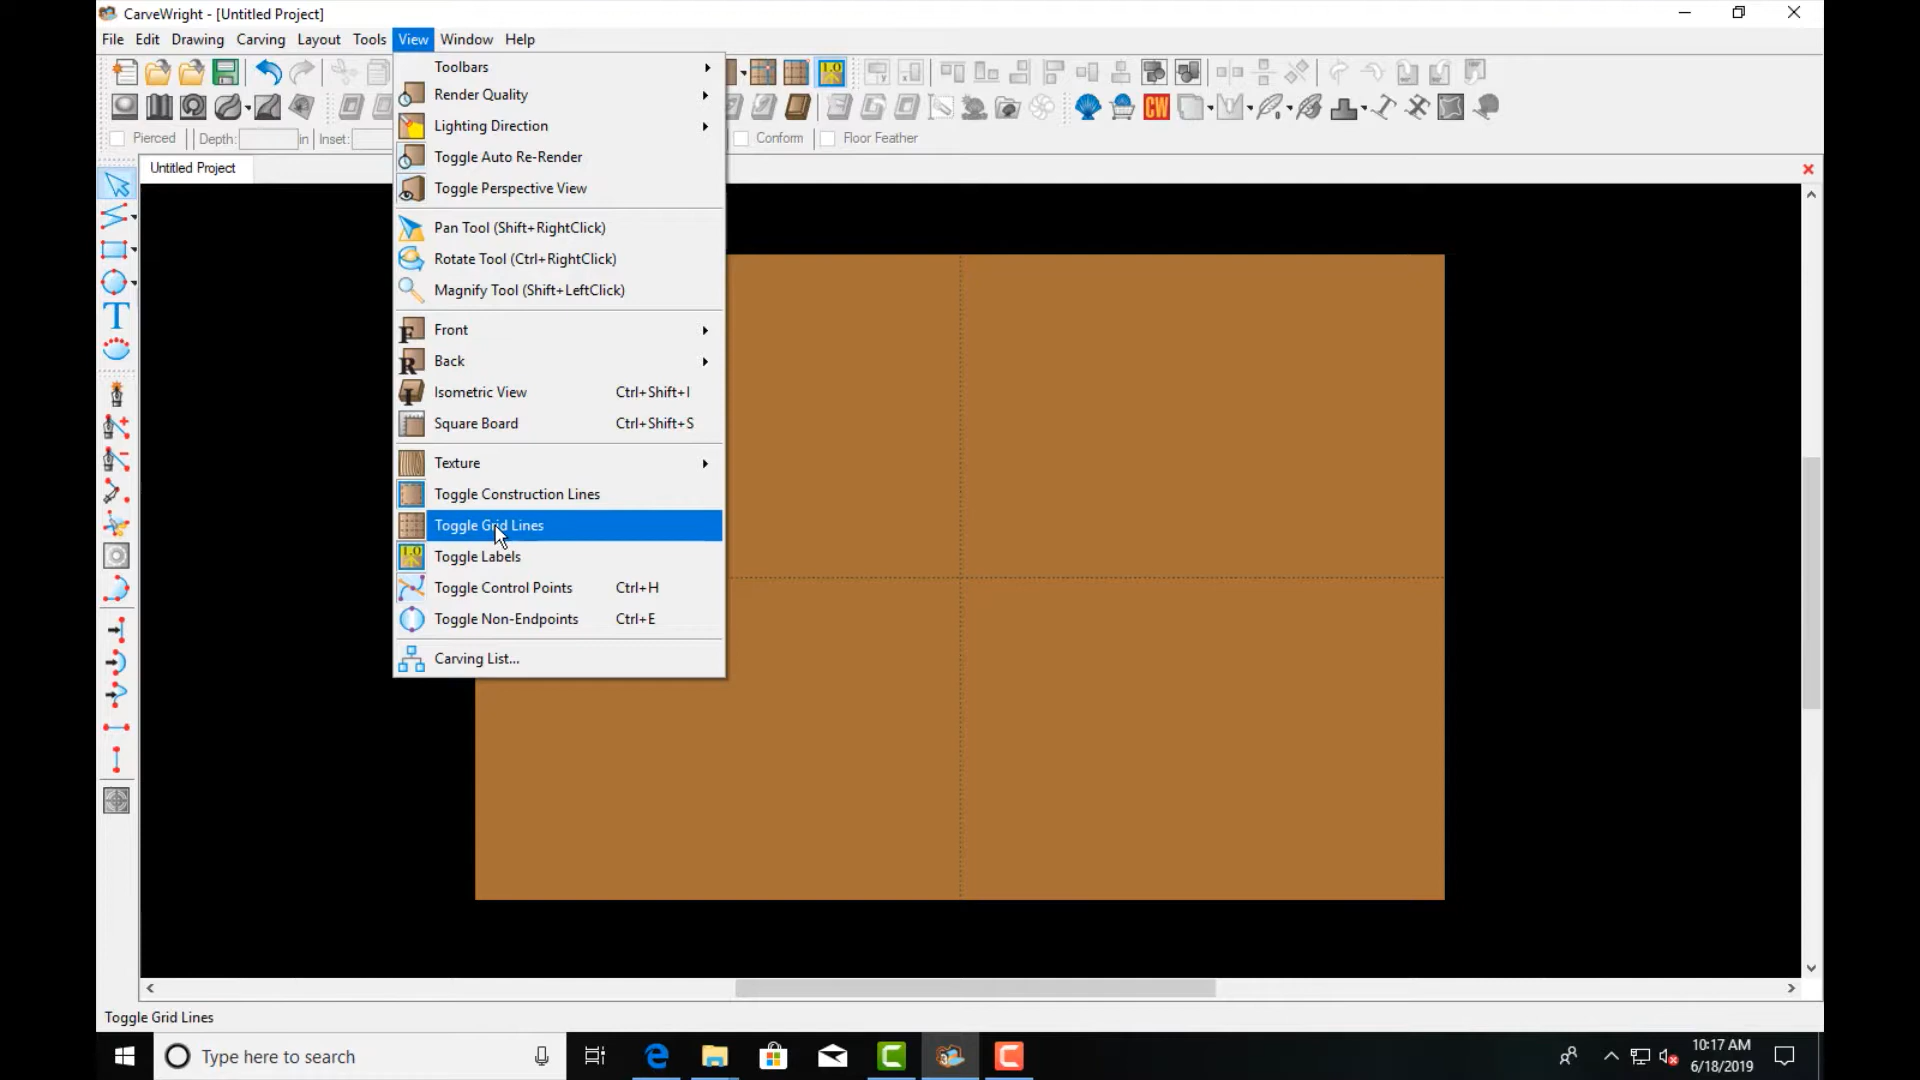 CarveWright - [Untitled Project]
File Edit Drawing Carving Layout Tools View Window Help
1.0
CW
Pierced Depth: in Inset: Conform Floor Feather
Untitled Project
Toolbars
Render Quality
Lighting Direction
Toggle Auto Re-Render
Toggle Perspective View
Pan Tool (Shift+RightClick)
Rotate Tool (Ctrl+RightClick)
Magnify Tool (Shift+LeftClick)
F Front
R Back
I Isometric View Ctrl+Shift+I
Square Board Ctrl+Shift+S
Texture
Toggle Construction Lines
Toggle Grid Lines
1.0 Toggle Labels
Toggle Control Points Ctrl+H
Toggle Non-Endpoints Ctrl+E
Carving List...
T
Toggle Grid Lines
Type here to search
10:17 AM
6/18/2019